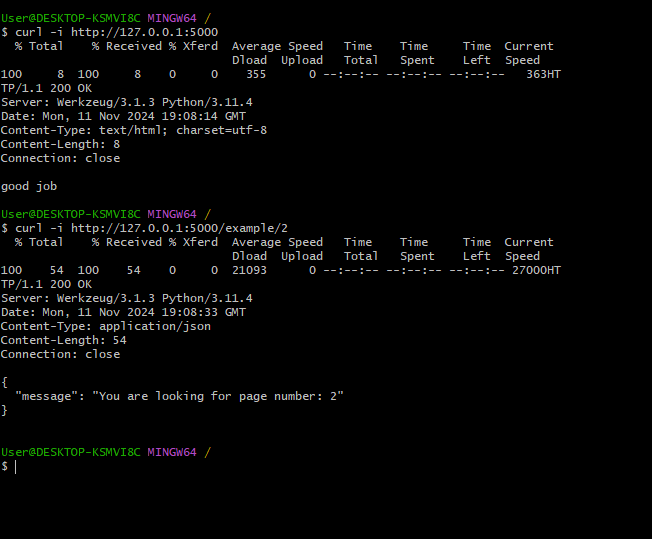 User@DESKTOP-KSMVI8C MINGW64 /
$ curl -i http://127.0.0.1:5000
  % Total    % Received % Xferd  Average Speed   Time    Time     Time  Current
                                 Dload  Upload   Total   Spent    Left  Speed
100     8  100     8    0     0    355      0 --:--:-- --:--:-- --:--:--   363HT
TP/1.1 200 OK
Server: Werkzeug/3.1.3 Python/3.11.4
Date: Mon, 11 Nov 2024 19:08:14 GMT
Content-Type: text/html; charset=utf-8
Content-Length: 8
Connection: close

good job

User@DESKTOP-KSMVI8C MINGW64 /
$ curl -i http://127.0.0.1:5000/example/2
  % Total    % Received % Xferd  Average Speed   Time    Time     Time  Current
                                 Dload  Upload   Total   Spent    Left  Speed
100    54  100    54    0     0  21093      0 --:--:-- --:--:-- --:--:-- 27000HT
TP/1.1 200 OK
Server: Werkzeug/3.1.3 Python/3.11.4
Date: Mon, 11 Nov 2024 19:08:33 GMT
Content-Type: application/json
Content-Length: 54
Connection: close

{
  "message": "You are looking for page number: 2"
}

User@DESKTOP-KSMVI8C MINGW64 /
$